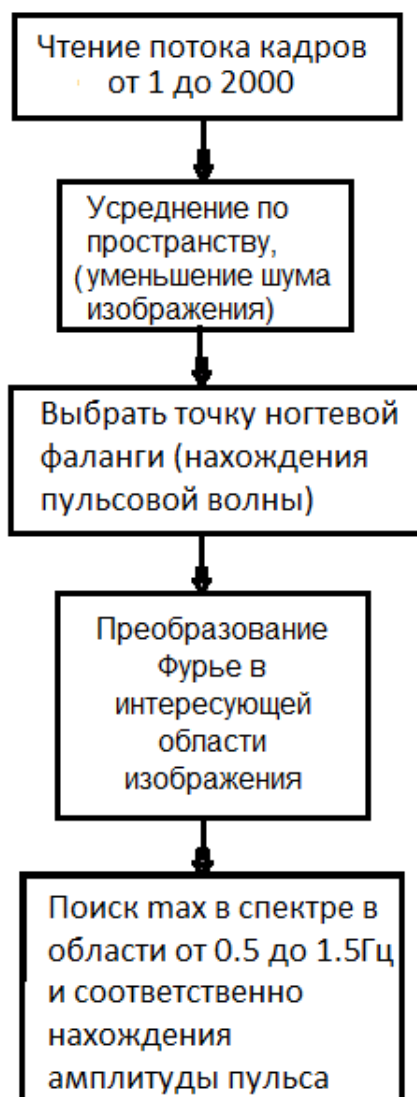 Чтение потока кадров
от 1 до 2000
Усреднение по
пространству,
(уменьшение шума
изображения)
Выбрать точку ногтевой
фаланги (нахождения
пульсовой волны)
Преобразование
Фурье в
интересующей
области
изображения
Поиск max в спектре в
области от 0.5 до 1.5Гц
и соответственно
нахождения
амплитуды пульса